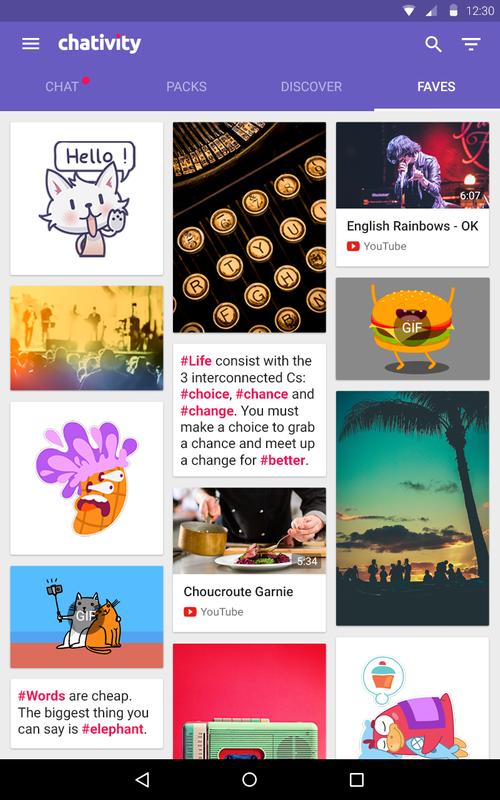 12:30
chativity
CHAT
PACKS
DISCOVER
FAVES
Hello !
6:07
English Rainbows - OK
YouTube
GIF
R T Y U
F G H
B N
#Life consist with the
3 interconnected Cs:
#choice, #chance and
#change. You must
make a choice to grab
a chance and meet up
a change for #better.
5:34
Choucroute Garnie
YouTube
GIF
#Words are cheap.
The biggest thing you
can say is #elephant.